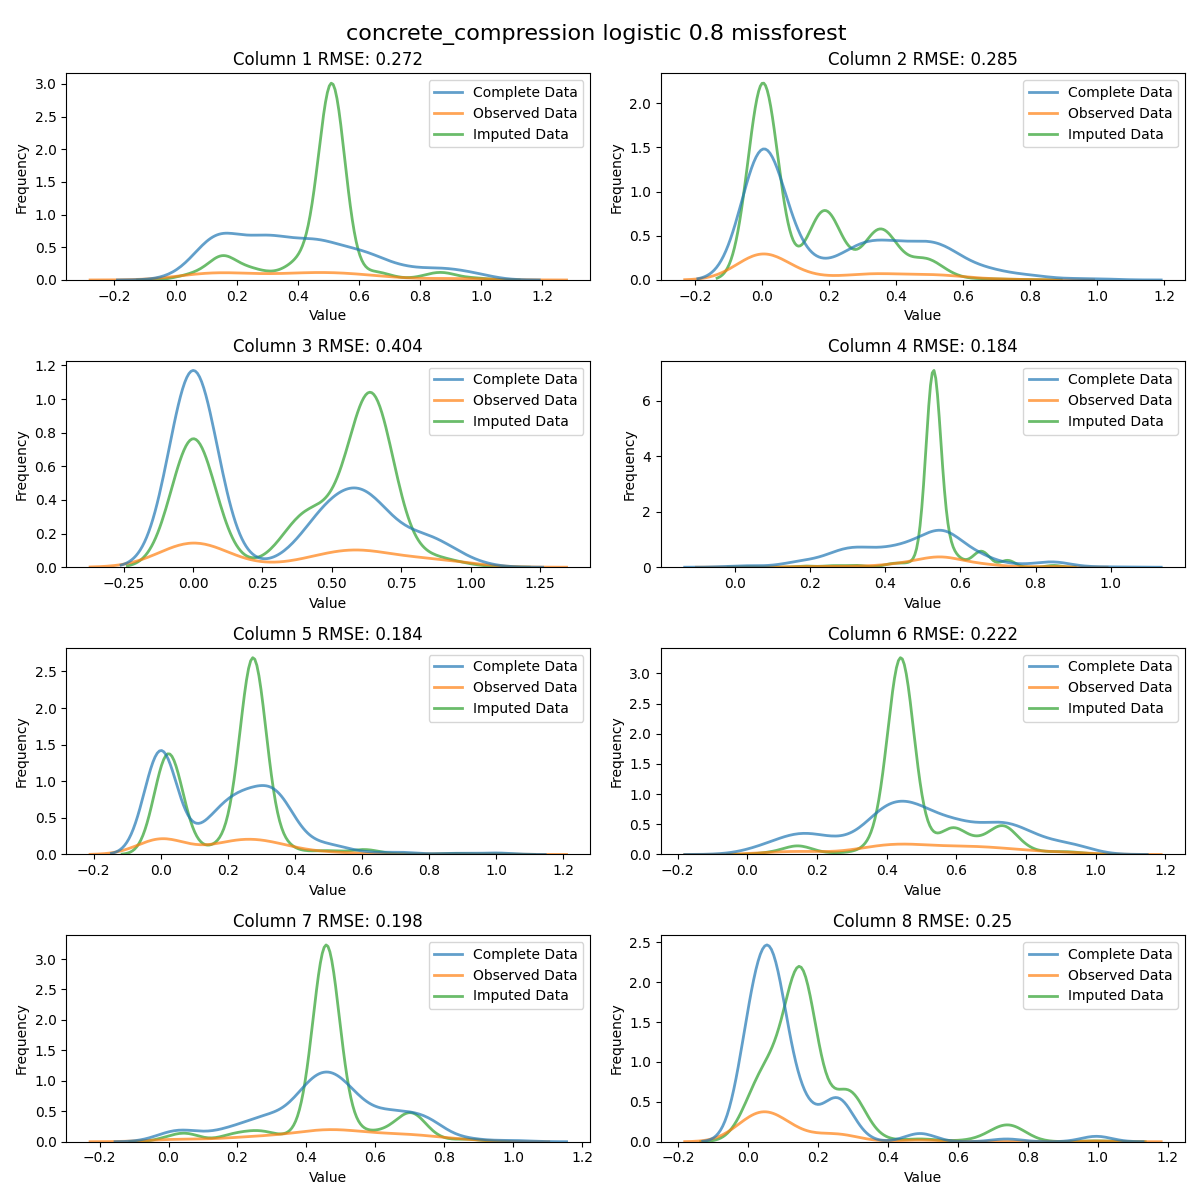 concrete_compression logistic 0.8 missforest
Column 1 RMSE: 0.272
Frequency
3.0
2.5
2.0
1.5
1.0
0.5
0.0
−0.2 0.0 0.2 0.4 0.6 0.8 1.0 1.2
Value
Complete Data
Observed Data
Imputed Data
Column 2 RMSE: 0.285
Frequency
2.0
1.5
1.0
0.5
0.0
−0.2 0.0 0.2 0.4 0.6 0.8 1.0 1.2
Value
Complete Data
Observed Data
Imputed Data
Column 3 RMSE: 0.404
Frequency
1.2
1.0
0.8
0.6
0.4
0.2
0.0
−0.25 0.00 0.25 0.50 0.75 1.00 1.25
Value
Complete Data
Observed Data
Imputed Data
Column 4 RMSE: 0.184
Frequency
6
4
2
0
0.0 0.2 0.4 0.6 0.8 1.0
Value
Complete Data
Observed Data
Imputed Data
Column 5 RMSE: 0.184
Frequency
2.5
2.0
1.5
1.0
0.5
0.0
−0.2 0.0 0.2 0.4 0.6 0.8 1.0 1.2
Value
Complete Data
Observed Data
Imputed Data
Column 6 RMSE: 0.222
Frequency
3.0
2.5
2.0
1.5
1.0
0.5
0.0
−0.2 0.0 0.2 0.4 0.6 0.8 1.0 1.2
Value
Complete Data
Observed Data
Imputed Data
Column 7 RMSE: 0.198
Frequency
3.0
2.5
2.0
1.5
1.0
0.5
0.0
−0.2 0.0 0.2 0.4 0.6 0.8 1.0 1.2
Value
Complete Data
Observed Data
Imputed Data
Column 8 RMSE: 0.25
Frequency
2.5
2.0
1.5
1.0
0.5
0.0
−0.2 0.0 0.2 0.4 0.6 0.8 1.0 1.2
Value
Complete Data
Observed Data
Imputed Data